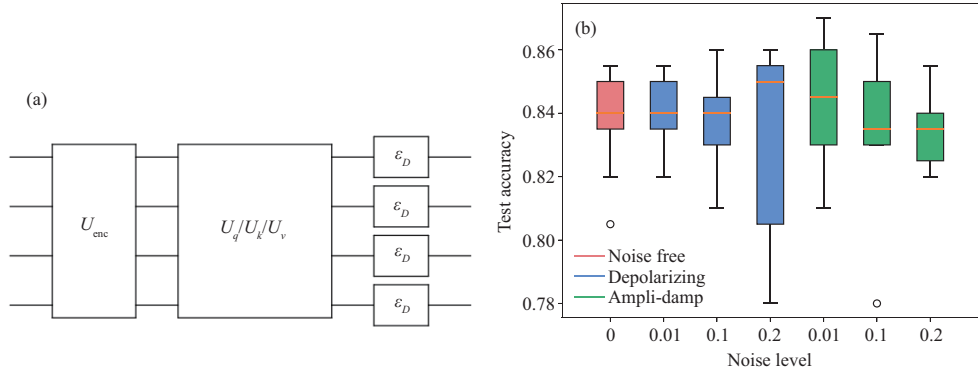 (a)
U_enc
U_q/U_k/U_v
ε_D
ε_D
ε_D
ε_D
(b)
Test accuracy
0.86
0.84
0.82
0.80
0.78
Noise free
Depolarizing
Ampli-damp
0 0.01 0.1 0.2 0.01 0.1 0.2
Noise level